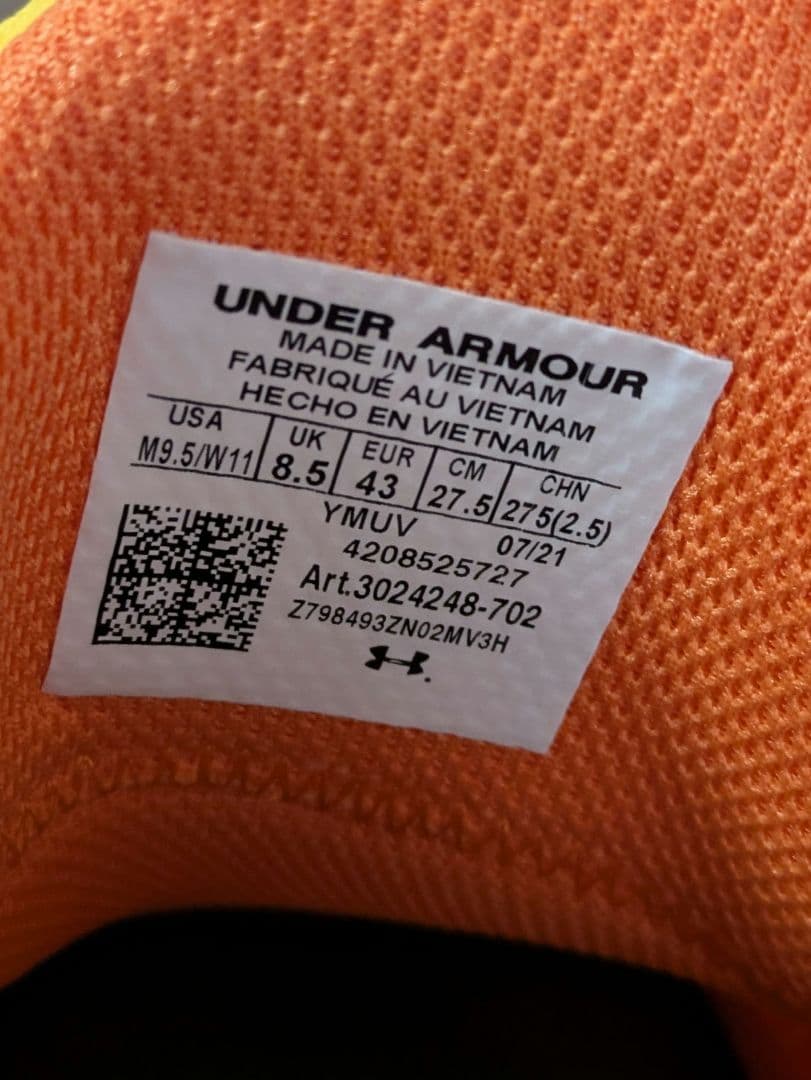 UNDER ARMOUR
MADE IN VIETNAM
FABRIQUÉ AU VIETNAM
HECHO EN VIETNAM
USA UK EUR CM CHN
M9.5/W11 8.5 43 27.5 275(2.5)
YMUV 07/21
4208525727
Art.3024248-702
Z798493ZN02MV3H